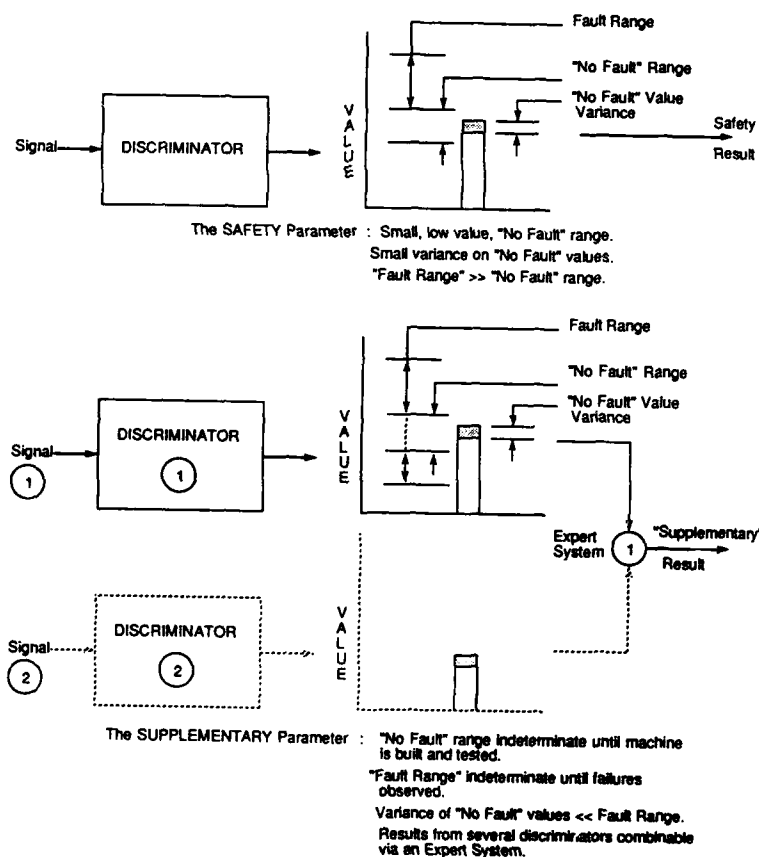 Fault Range
"No Fault" Range
"No Fault" Value
Variance
VALUE
Signal
DISCRIMINATOR
Safety
Result
The SAFETY Parameter : Small, low value, "No Fault" range.
Small variance on "No Fault" values.
"Fault Range" >> "No Fault" range.
Fault Range
"No Fault" Range
"No Fault" Value
Variance
VALUE
Signal
1
DISCRIMINATOR
1
Expert
System
1
"Supplementary"
Result
VALUE
Signal
2
DISCRIMINATOR
2
The SUPPLEMENTARY Parameter : "No Fault" range indeterminate until machine
is built and tested.
"Fault Range" indeterminate until failures
observed.
Variance of "No Fault" values << Fault Range.
Results from several discriminators combinable
via an Expert System.